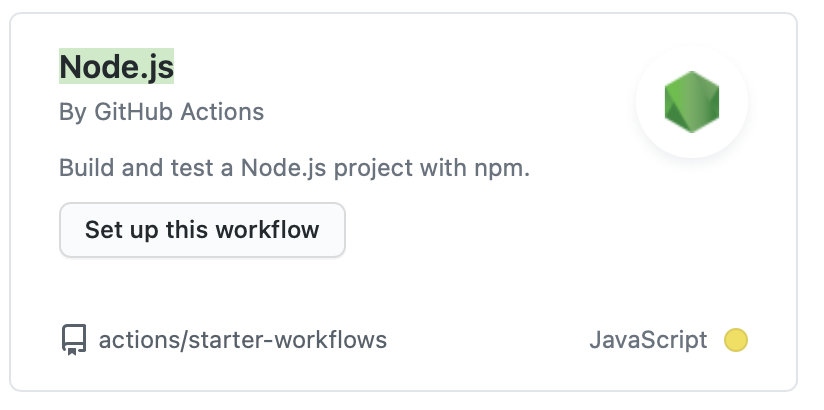 Node.js
By GitHub Actions
Build and test a Node.js project with npm.
Set up this workflow
actions/starter-workflows
JavaScript